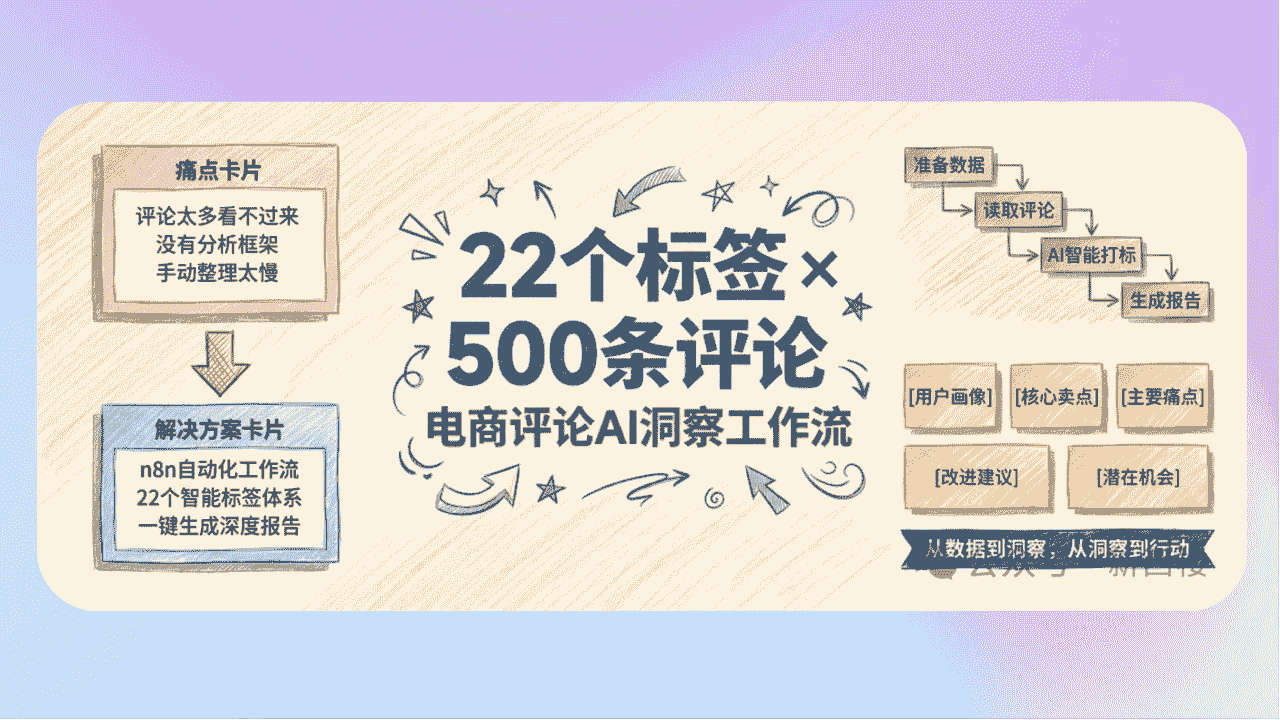 痛点卡片
评论太多看不过来
没有分析框架
手动整理太慢
解决方案卡片
n8n自动化工作流
22个智能标签体系
一键生成深度报告
22个标签×
500条评论
电商评论AI洞察工作流
准备数据
读取评论
AI智能打标
生成报告
[用户画像]
[核心卖点]
[主要痛点]
[改进建议]
[潜在机会]
从数据到洞察，从洞察到行动